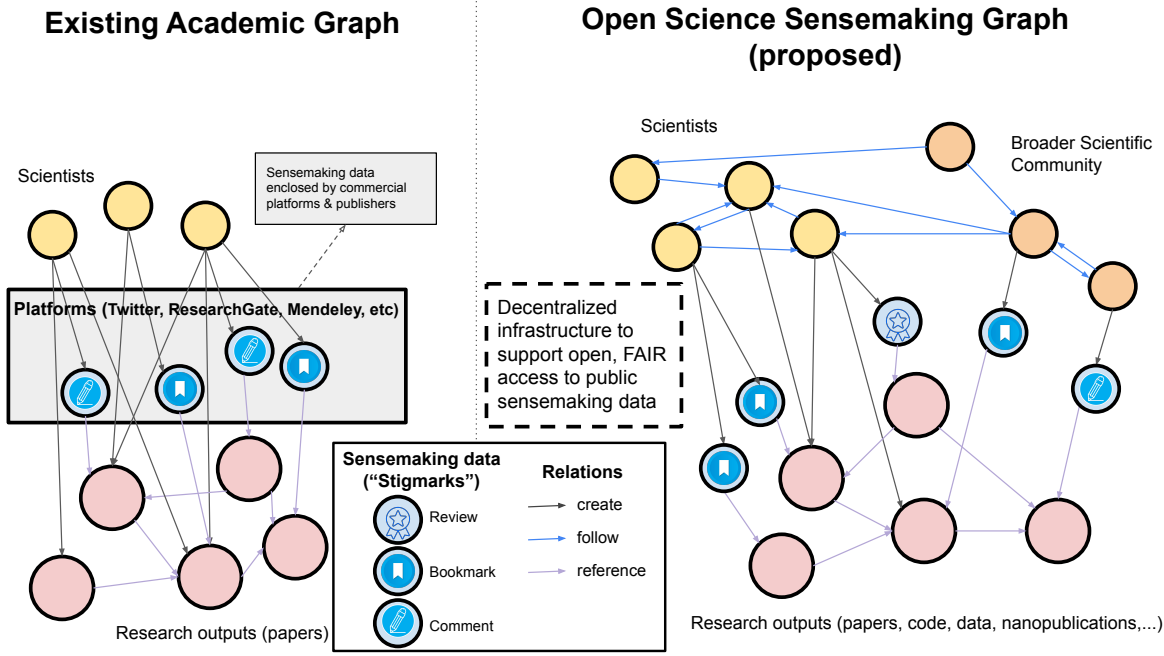 Existing Academic Graph
Open Science Sensemaking Graph
(proposed)
Scientists
Sensemaking data
enclosed by commercial
platforms & publishers
Platforms (Twitter, ResearchGate, Mendeley, etc)
Research outputs (papers)
Scientists
Broader Scientific
Community
Decentralized
infrastructure to
support open, FAIR
access to public
sensemaking data
Sensemaking data
(“Stigmarks”)
Review
Bookmark
Comment
Relations
create
follow
reference
Research outputs (papers, code, data, nanopublications,...)